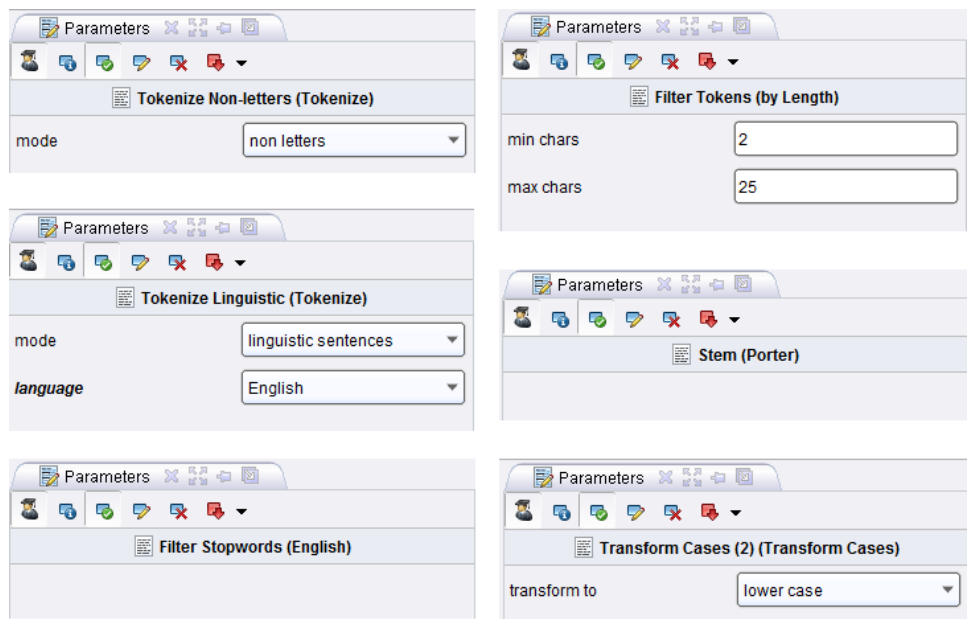 Parameters
Tokenize Non-letters (Tokenize)
mode non letters
Parameters
Tokenize Linguistic (Tokenize)
mode linguistic sentences
language English
Parameters
Filter Stopwords (English)
Parameters
Filter Tokens (by Length)
min chars 2
max chars 25
Parameters
Stem (Porter)
Parameters
Transform Cases (2) (Transform Cases)
transform to lower case